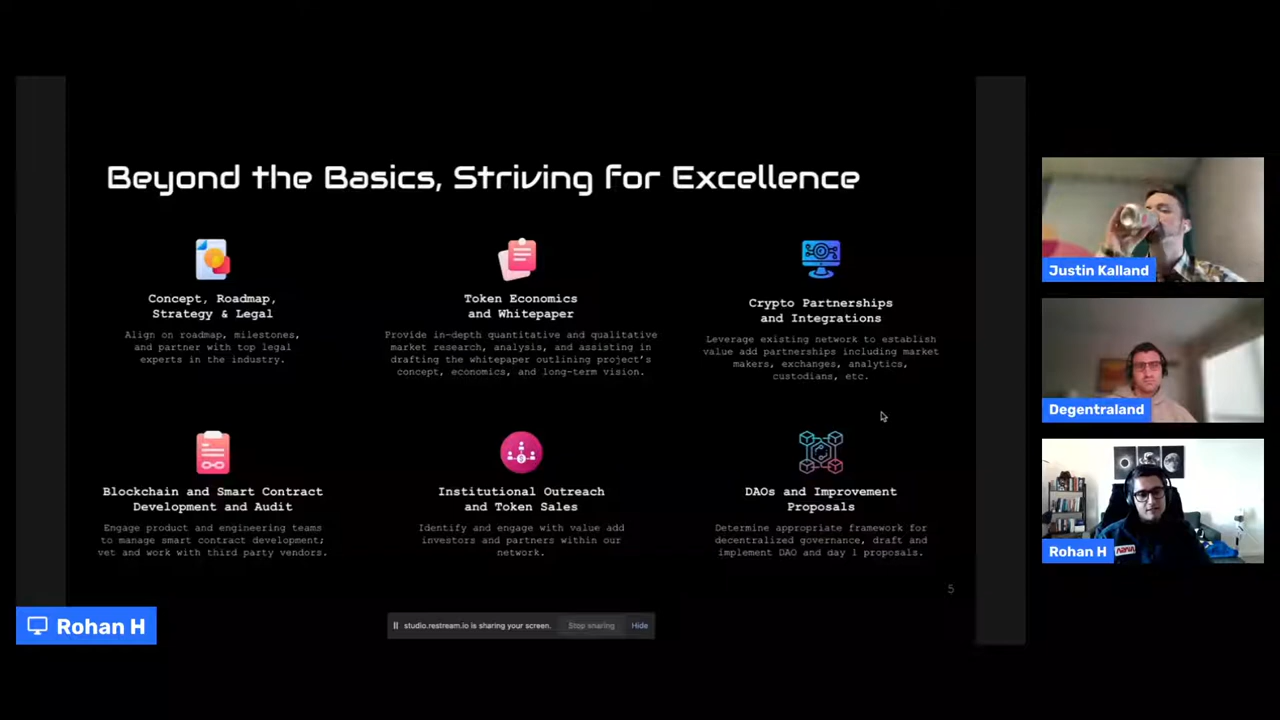 Beyond the Basics, Striving for Excellence
Concept, Roadmap,
Strategy & Legal
Align on roadmap, milestones,
and partner with top legal
experts in the industry.
Token Economics
and Whitepaper
Provide in-depth quantitative and qualitative
market research, analysis, and assisting in
drafting the whitepaper outlining project's
concept, economics, and long-term vision.
Crypto Partnerships
and Integrations
Leverage existing network to establish
value add partnerships including market
makers, exchanges, analytics,
custodians, etc.
Blockchain and Smart Contract
Development and Audit
Engage product and engineering teams
to manage smart contract development;
vet and work with third party vendors.
Institutional Outreach
and Token Sales
Identify and engage with value add
investors and partners within our
network.
DAOs and Improvement
Proposals
Determine appropriate framework for
decentralized governance, draft and
implement DAO and day 1 proposals.
5
studio.restream.io is sharing your screen.
Stop sharing
Hide
Rohan H
Justin Kalland
Degentraland
Rohan H